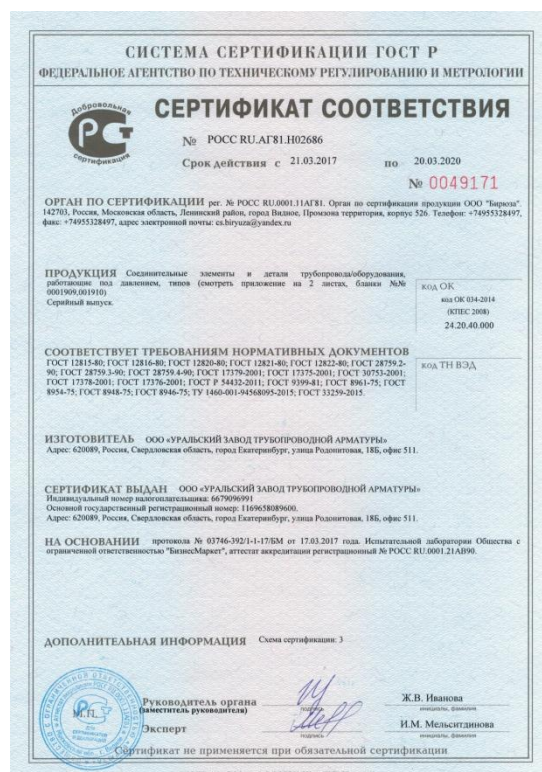 СИСТЕМА СЕРТИФИКАЦИИ ГОСТ Р
ФЕДЕРАЛЬНОЕ АГЕНТСТВО ПО ТЕХНИЧЕСКОМУ РЕГУЛИРОВАНИЮ И МЕТРОЛОГИИ
Добровольная
сертификация
СЕРТИФИКАТ СООТВЕТСТВИЯ
№ РОСС RU.АГ81.Н02686
Срок действия с 21.03.2017 по 20.03.2020
№ 0049171
ОРГАН ПО СЕРТИФИКАЦИИ рег. № РОСС RU.0001.11АГ81. Орган по сертификации продукции ООО "Бирюза".
142703, Россия, Московская область, Ленинский район, город Видное, Промзона территория, корпус 526. Телефон: +74955328497,
факс: +74955328497, адрес электронной почты: cs.biryuza@yandex.ru
ПРОДУКЦИЯ Соединительные элементы и детали трубопровода/оборудования,
работающие под давлением, типов (смотреть приложение на 2 листах, бланки №№
0001909,001910)
Серийный выпуск.
код ОК
код ОК 034-2014
(КПЕС 2008)
24.20.40.000
СООТВЕТСТВУЕТ ТРЕБОВАНИЯМ НОРМАТИВНЫХ ДОКУМЕНТОВ
ГОСТ 12815-80; ГОСТ 12816-80; ГОСТ 12820-80; ГОСТ 12821-80; ГОСТ 12822-80; ГОСТ 28759.2-
90; ГОСТ 28759.3-90; ГОСТ 28759.4-90; ГОСТ 17379-2001; ГОСТ 17375-2001; ГОСТ 30753-2001;
ГОСТ 17378-2001; ГОСТ 17376-2001; ГОСТ Р 54432-2011; ГОСТ 9399-81; ГОСТ 8961-75; ГОСТ
8954-75; ГОСТ 8948-75; ГОСТ 8946-75; ТУ 1460-001-94568095-2015; ГОСТ 33259-2015.
код ТН ВЭД
ИЗГОТОВИТЕЛЬ ООО «УРАЛЬСКИЙ ЗАВОД ТРУБОПРОВОДНОЙ АРМАТУРЫ»
Адрес: 620089, Россия, Свердловская область, город Екатеринбург, улица Родонитовая, 18Б, офис 511.
СЕРТИФИКАТ ВЫДАН ООО «УРАЛЬСКИЙ ЗАВОД ТРУБОПРОВОДНОЙ АРМАТУРЫ»
Индивидуальный номер налогоплательщика: 6679096991
Основной государственный регистрационный номер: 1169658089600.
Адрес: 620089, Россия, Свердловская область, город Екатеринбург, улица Родонитовая, 18Б, офис 511.
НА ОСНОВАНИИ протокола № 03746-392/1-1-17/БМ от 17.03.2017 года. Испытательной лаборатории Общества с
ограниченной ответственностью "БизнесМаркет", аттестат аккредитации регистрационный № РОСС RU.0001.21АВ90.
ДОПОЛНИТЕЛЬНАЯ ИНФОРМАЦИЯ Схема сертификации: 3
М.П.
Руководитель органа
(заместитель руководителя)
подпись
Ж.В. Иванова
инициалы, фамилия
Эксперт
подпись
И.М. Мельситдинова
инициалы, фамилия
Сертификат не применяется при обязательной сертификации